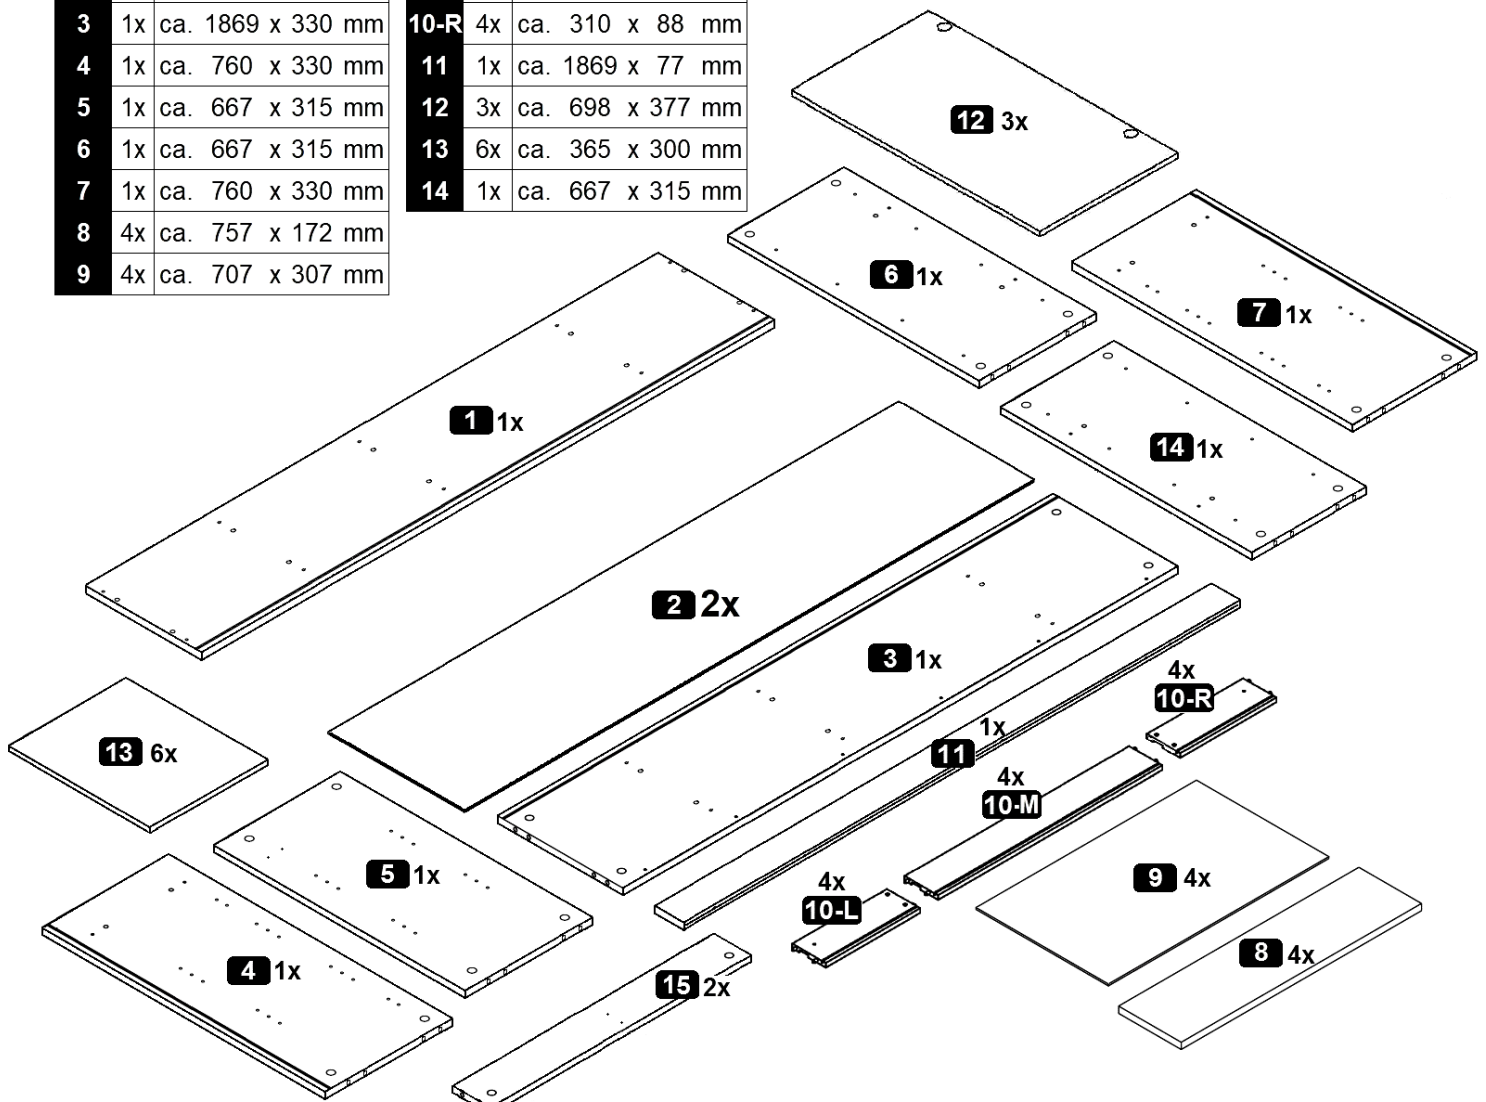 3 1x ca. 1869 x 330 mm
4 1x ca. 760 x 330 mm
5 1x ca. 667 x 315 mm
6 1x ca. 667 x 315 mm
7 1x ca. 760 x 330 mm
8 4x ca. 757 x 172 mm
9 4x ca. 707 x 307 mm
10-R 4x ca. 310 x 88 mm
11 1x ca. 1869 x 77 mm
12 3x ca. 698 x 377 mm
13 6x ca. 365 x 300 mm
14 1x ca. 667 x 315 mm
12 3x
6 1x
7 1x
1 1x
14 1x
2 2x
3 1x
4x
10-R
1x
11
13 6x
4x
10-M
5 1x
4x
10-L
9 4x
4 1x
8 4x
15 2x